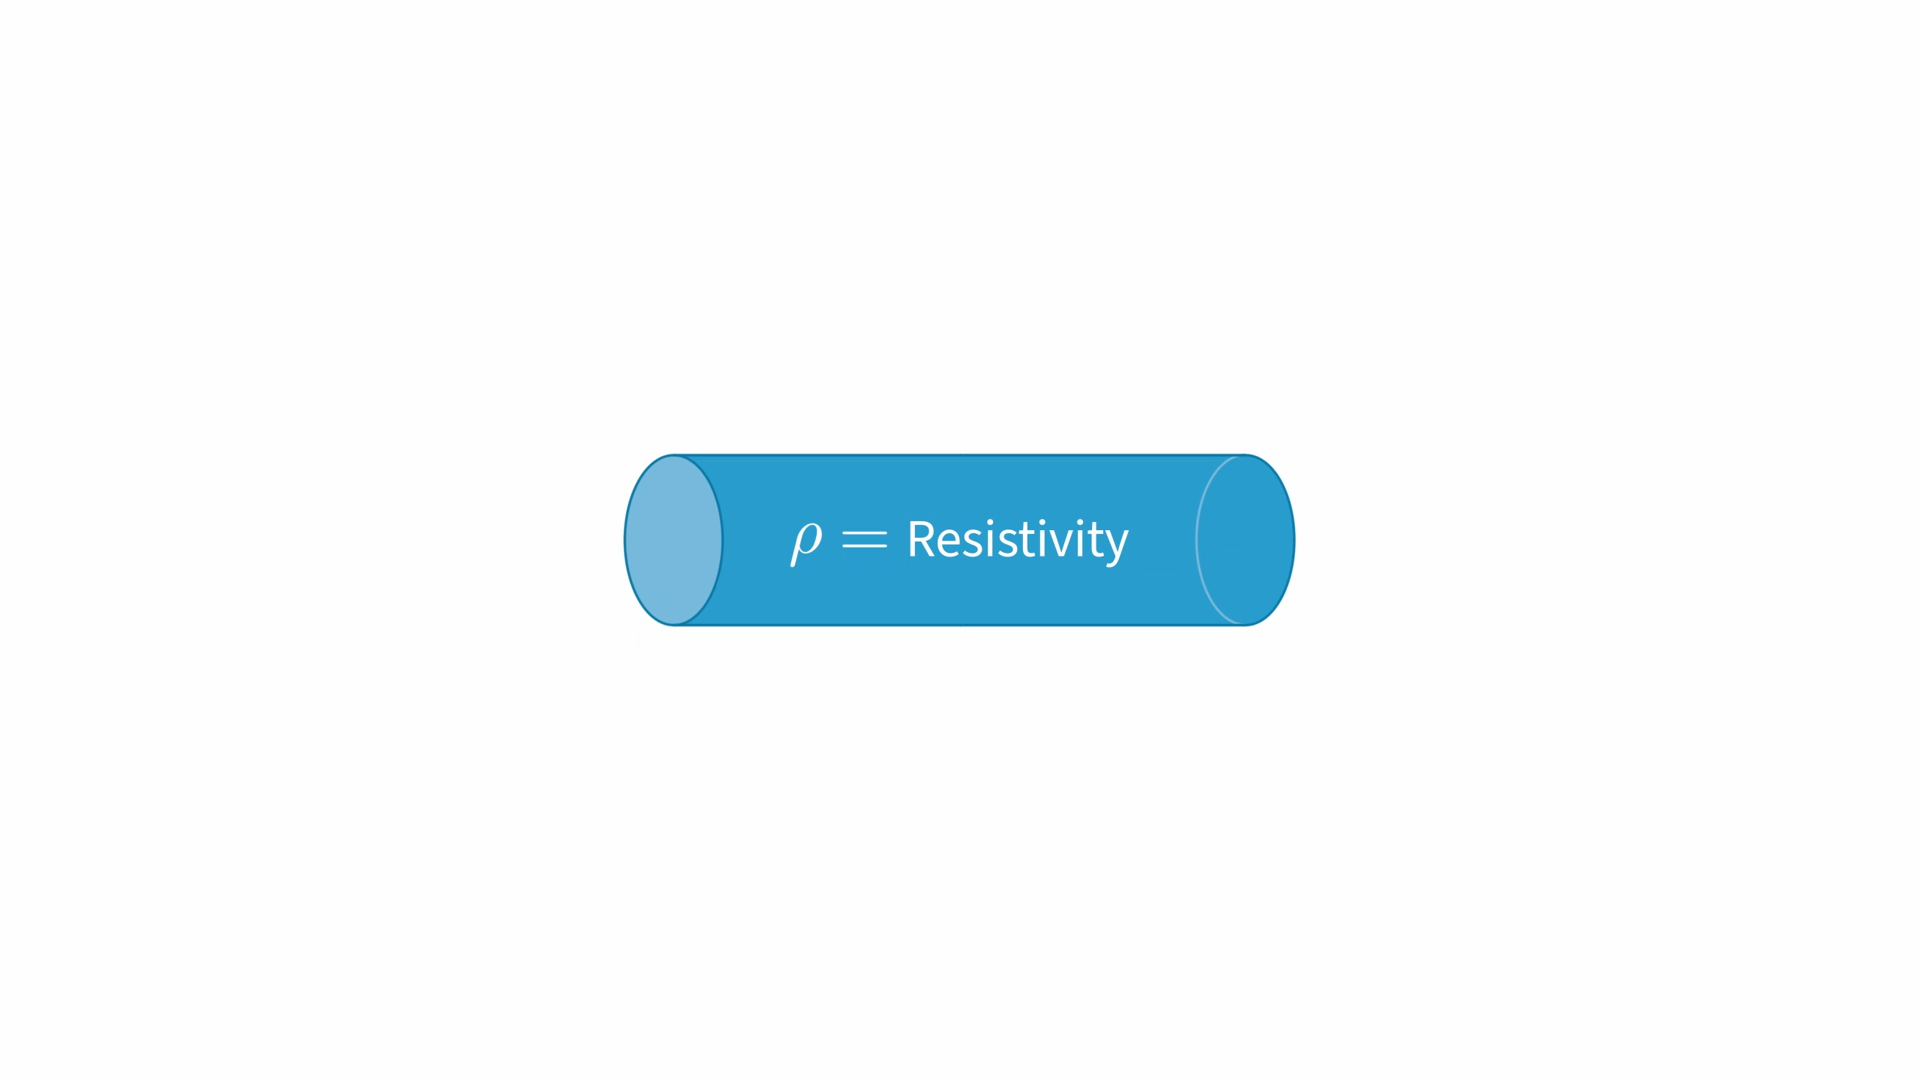 ρ = Resistivity